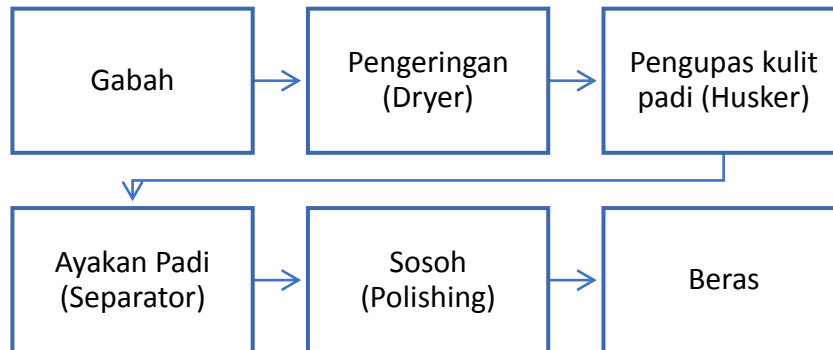 Gabah
Pengeringan
(Dryer)
Pengupas kulit
padi (Husker)
Ayakan Padi
(Separator)
Sosoh
(Polishing)
Beras